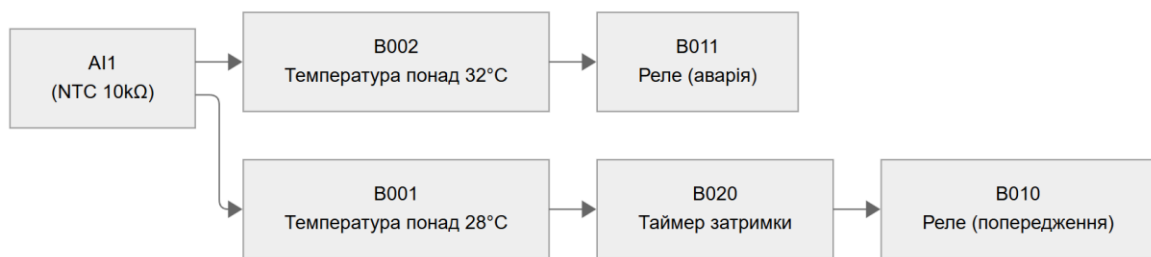 AI1
(NTC 10kΩ)
B002
Температура понад 32°C
B011
Реле (аварія)
B001
Температура понад 28°C
B020
Таймер затримки
B010
Реле (попередження)